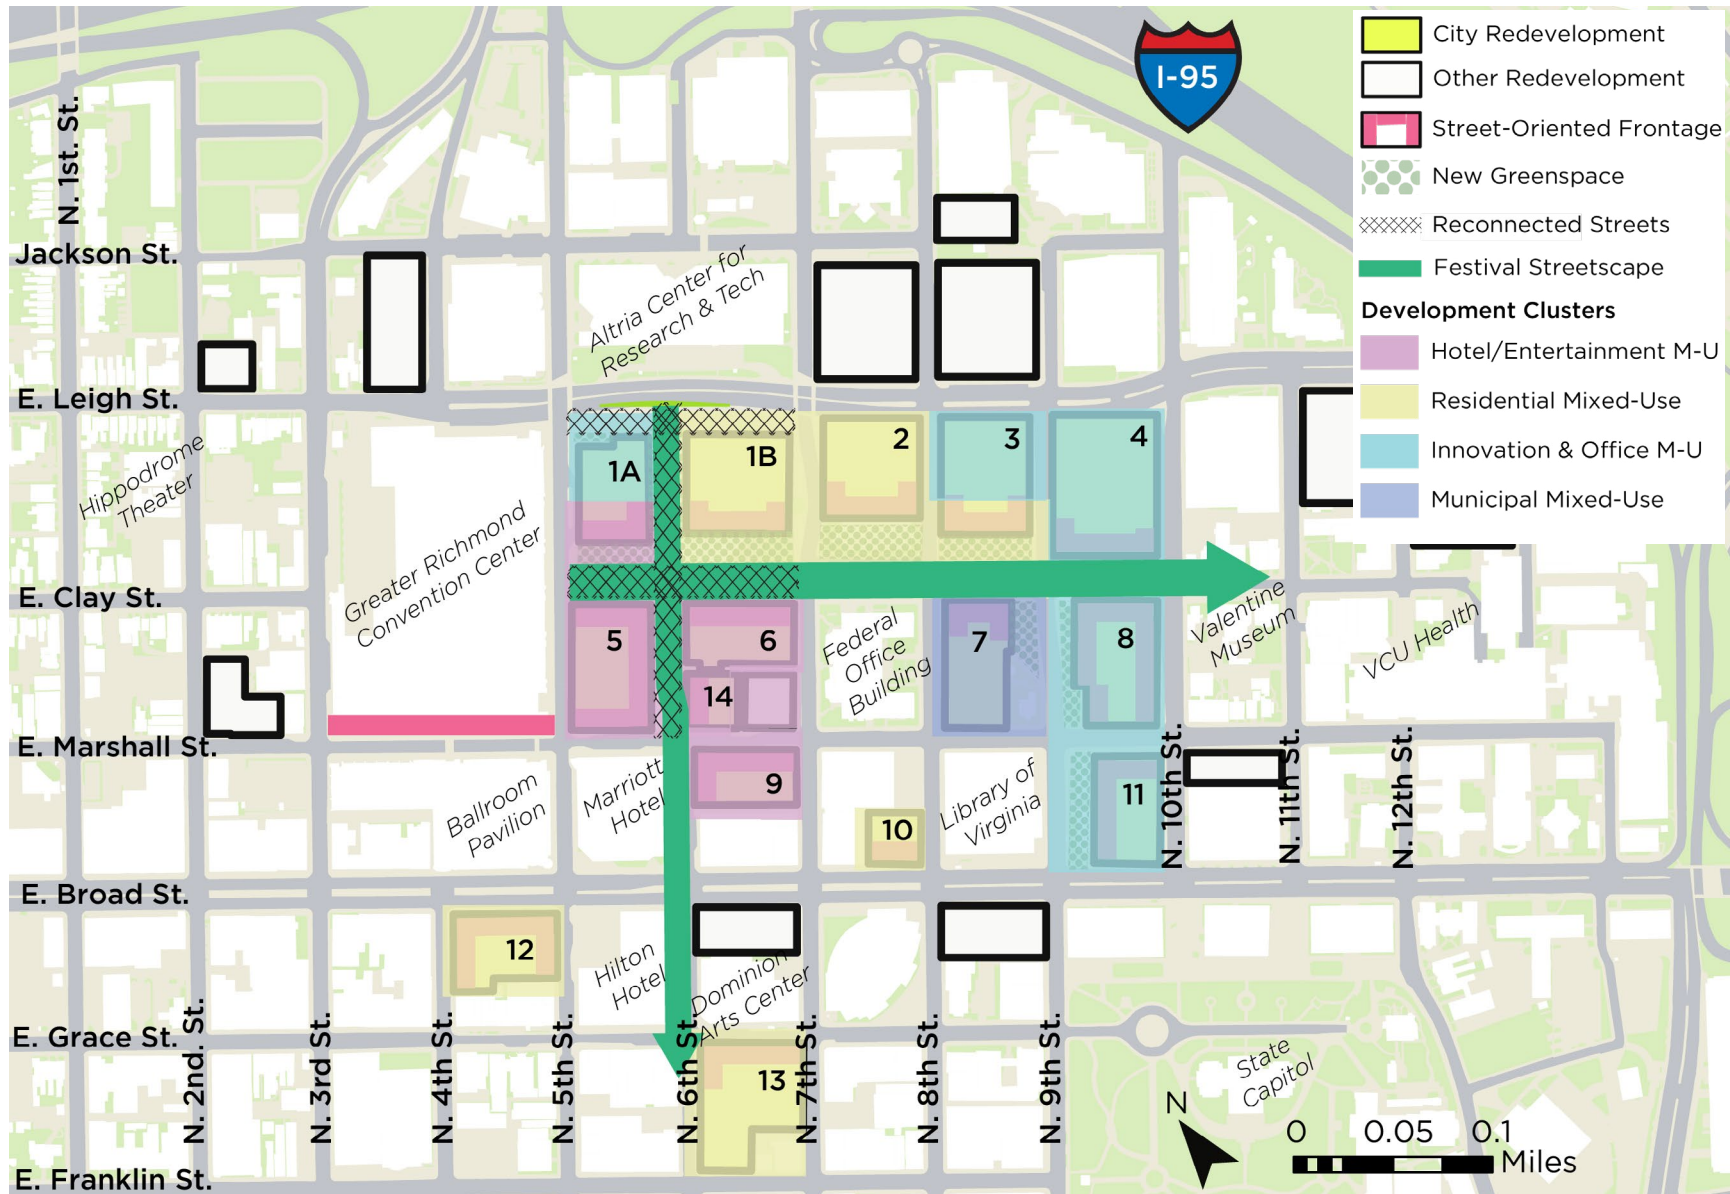 I-95
City Redevelopment
Other Redevelopment
Street-Oriented Frontage
New Greenspace
Reconnected Streets
Festival Streetscape
Development Clusters
Hotel/Entertainment M-U
Residential Mixed-Use
Innovation & Office M-U
Municipal Mixed-Use
N. 1st. St.
Jackson St.
Altria Center for
Research & Tech
E. Leigh St.
Hippodrome
Theater
Greater Richmond
Convention Center
1A
1B
2
3
4
E. Clay St.
5
6
14
Federal
Office
Building
7
8
Valentine
Museum
VCU Health
E. Marshall St.
Ballroom
Pavilion
Marriott
Hotel
9
10
Library of
Virginia
11
N. 10th St.
N. 11th St.
N. 12th St.
E. Broad St.
12
Hilton
Hotel
Dominion
Arts Center
E. Grace St.
N. 2nd. St.
N. 3rd St.
N. 4th St.
N. 5th St.
N. 6th St.
13
N. 7th St.
N. 8th St.
N. 9th St.
State
Capitol
N
0 0.05 0.1
Miles
E. Franklin St.